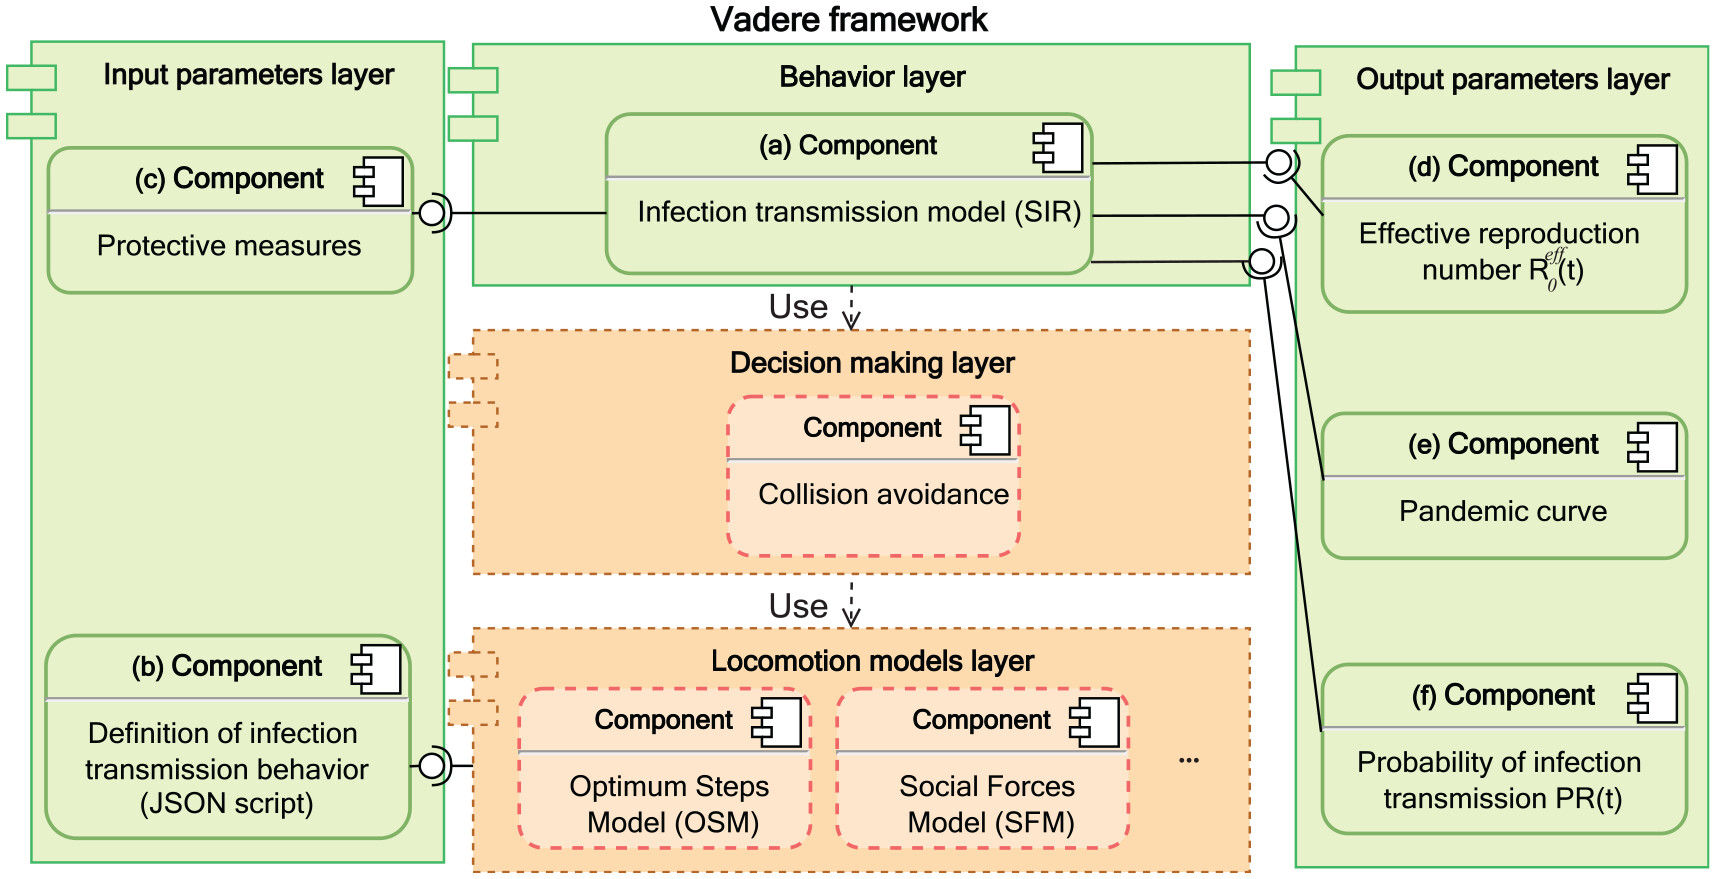 Vadere framework
Input parameters layer
(c) Component
Protective measures
(b) Component
Definition of infection
transmission behavior
(JSON script)
Behavior layer
(a) Component
Infection transmission model (SIR)
Use
Decision making layer
Component
Collision avoidance
Use
Locomotion models layer
Component
Optimum Steps
Model (OSM)
Component
Social Forces
Model (SFM)
...
Output parameters layer
(d) Component
Effective reproduction
number R₀ᵉᶠᶠ(t)
(e) Component
Pandemic curve
(f) Component
Probability of infection
transmission PR(t)